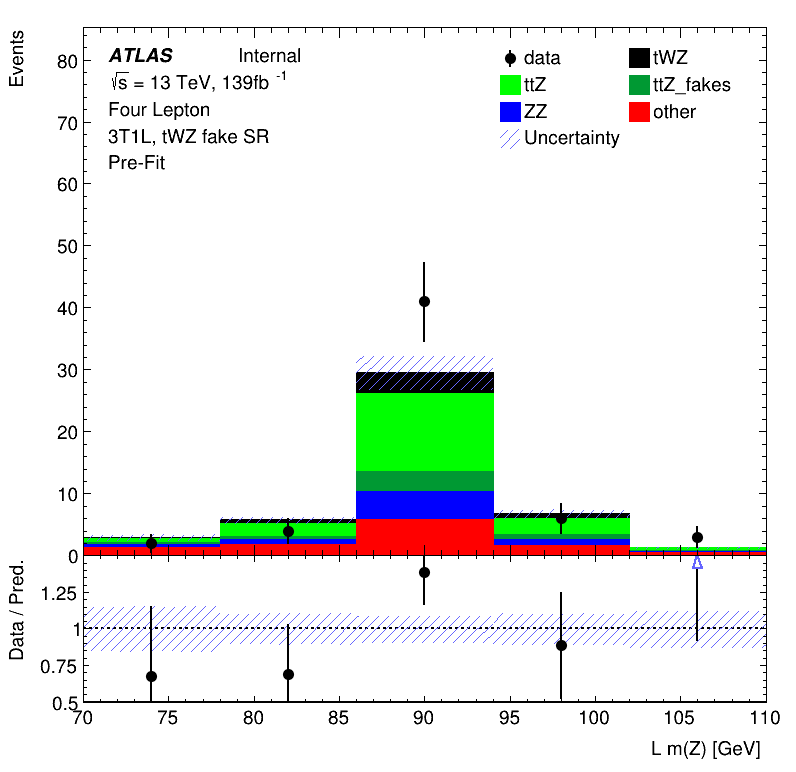 Events
80
70
60
50
40
30
20
10
0
ATLAS Internal
√s = 13 TeV, 139fb⁻¹
Four Lepton
3T1L, tWZ fake SR
Pre-Fit
data
tWZ
ttZ
ttZ_fakes
ZZ
other
Uncertainty
Data / Pred.
1.25
1
0.75
0.5
70 75 80 85 90 95 100 105 110
L m(Z) [GeV]